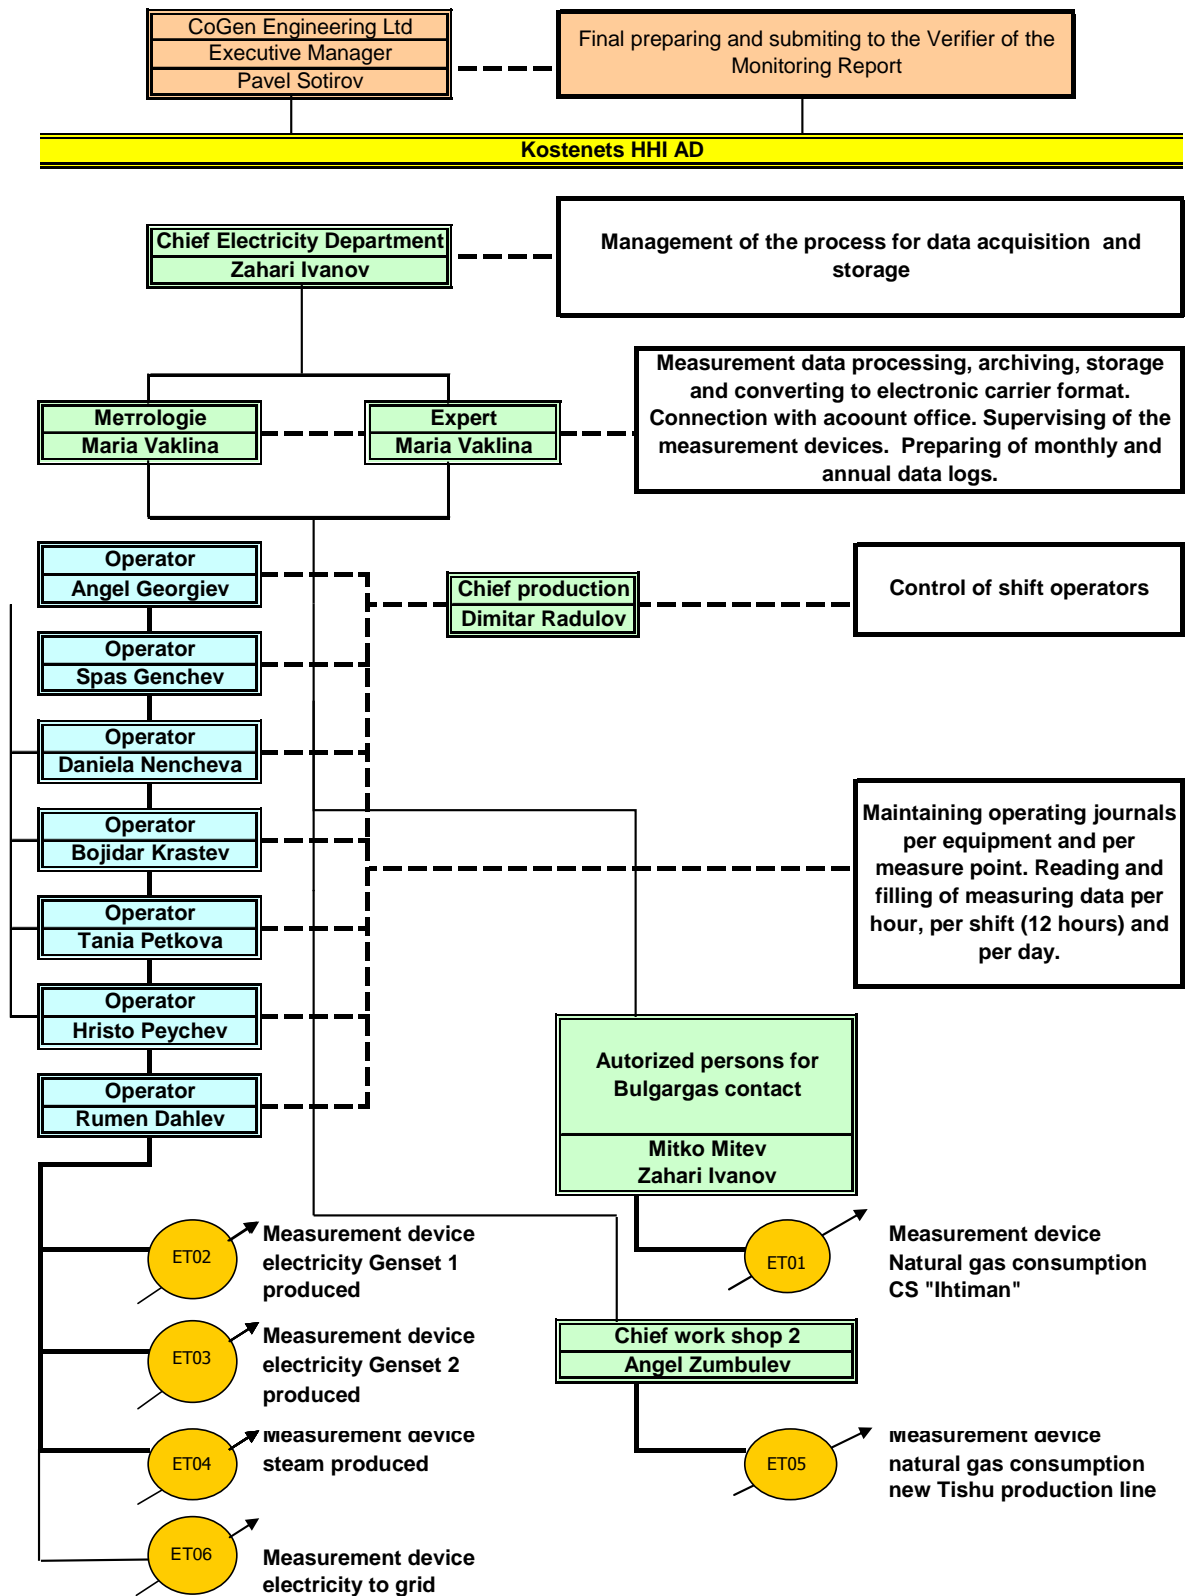 CoGen Engineering Ltd
Executive Manager
Pavel Sotirov
Final preparing and submiting to the Verifier of the
Monitoring Report
Kostenets HHI AD
Chief Electricity Department
Zahari Ivanov
Management of the process for data acquisition and
storage
Метrologie
Maria Vaklina
Expert
Maria Vaklina
Measurement data processing, archiving, storage
and converting to electronic carrier format.
Connection with acoount office. Supervising of the
measurement devices. Preparing of monthly and
annual data logs.
Operator
Angel Georgiev
Chief production
Dimitar Radulov
Control of shift operators
Operator
Spas Genchev
Operator
Daniela Nencheva
Operator
Bojidar Krastev
Maintaining operating journals
per equipment and per
measure point. Reading and
filling of measuring data per
hour, per shift (12 hours) and
per day.
Operator
Tania Petkova
Operator
Hristo Peychev
Operator
Rumen Dahlev
Autorized persons for
Bulgargas contact
Mitko Mitev
Zahari Ivanov
ET02
Measurement device
electricity Genset 1
produced
ET01
Measurement device
Natural gas consumption
CS "Ihtiman"
ET03
Measurement device
electricity Genset 2
produced
Chief work shop 2
Angel Zumbulev
ET04
Measurement device
steam produced
ET05
Measurement device
natural gas consumption
new Tishu production line
ET06
Measurement device
electricity to grid